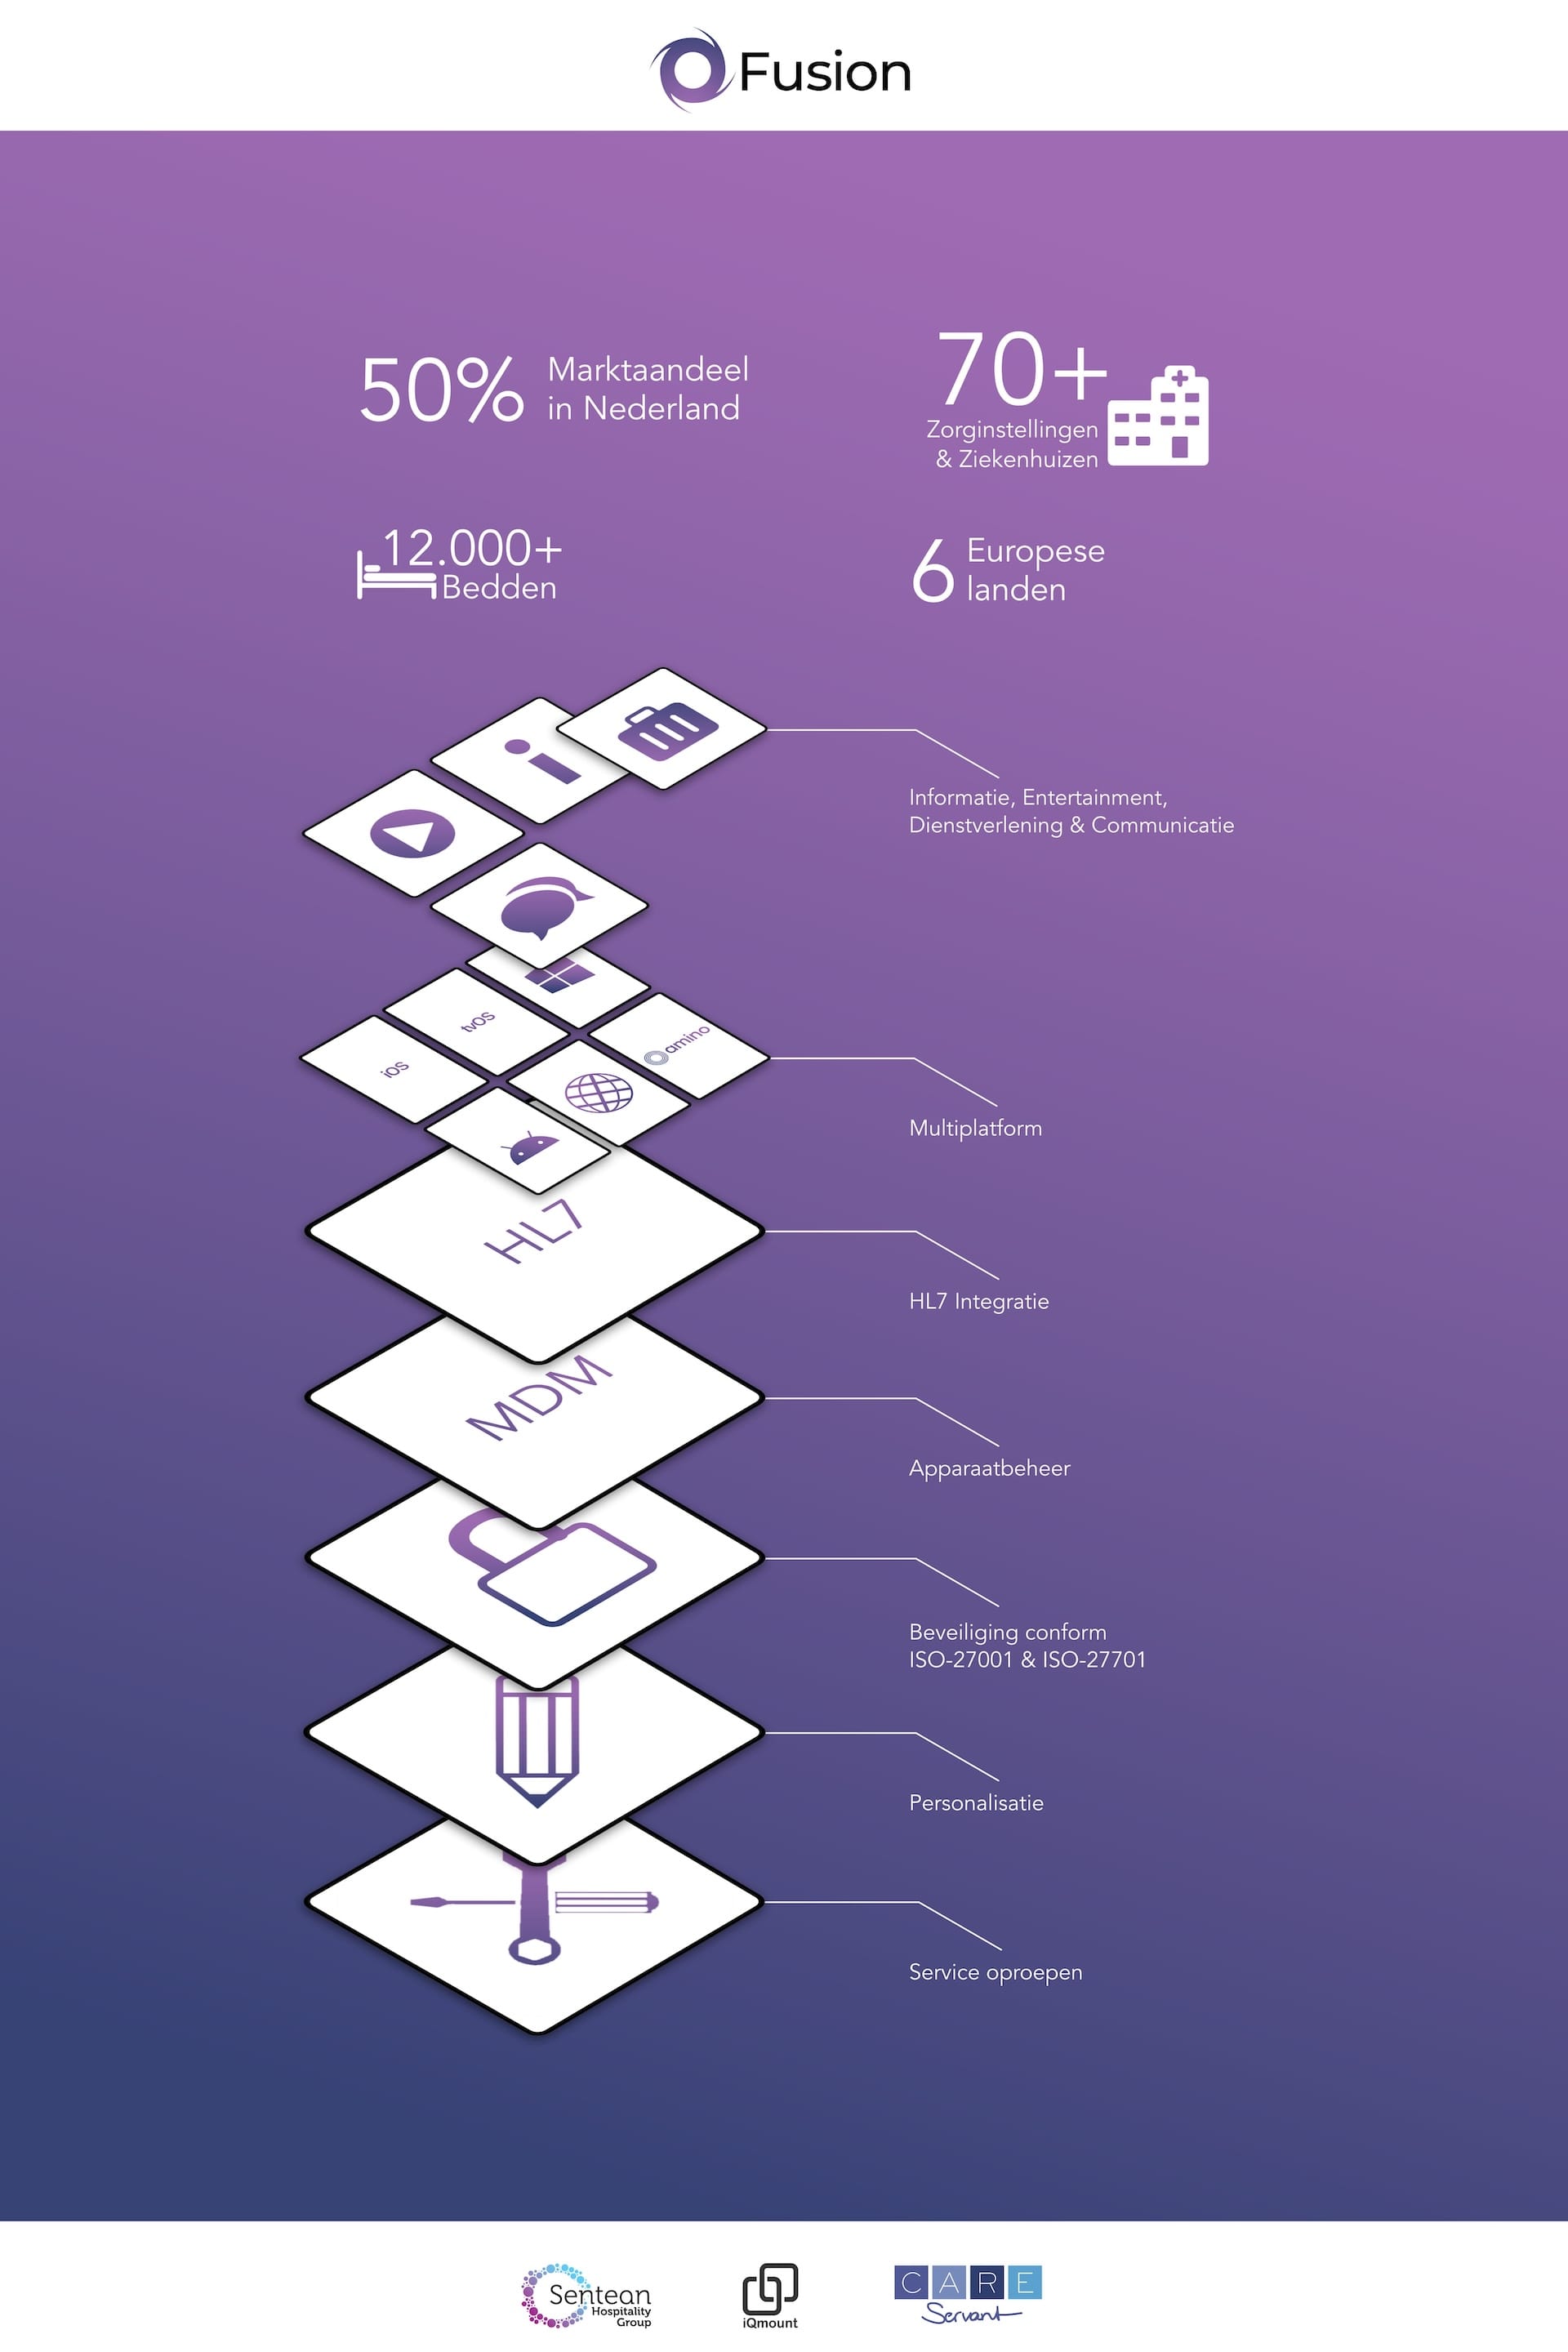 Fusion
50%
Marktaandeel
in Nederland
70+
Zorginstellingen
& Ziekenhuizen
12.000+
Bedden
6
Europese
landen
Informatie, Entertainment,
Dienstverlening & Communicatie
tvOS
iOS
amino
Multiplatform
HL7
HL7 Integratie
MDM
Apparaatbeheer
Beveiliging conform
ISO-27001 & ISO-27701
Personalisatie
Service oproepen
Sentean
Hospitality
Group
iQmount
CARE
Servant